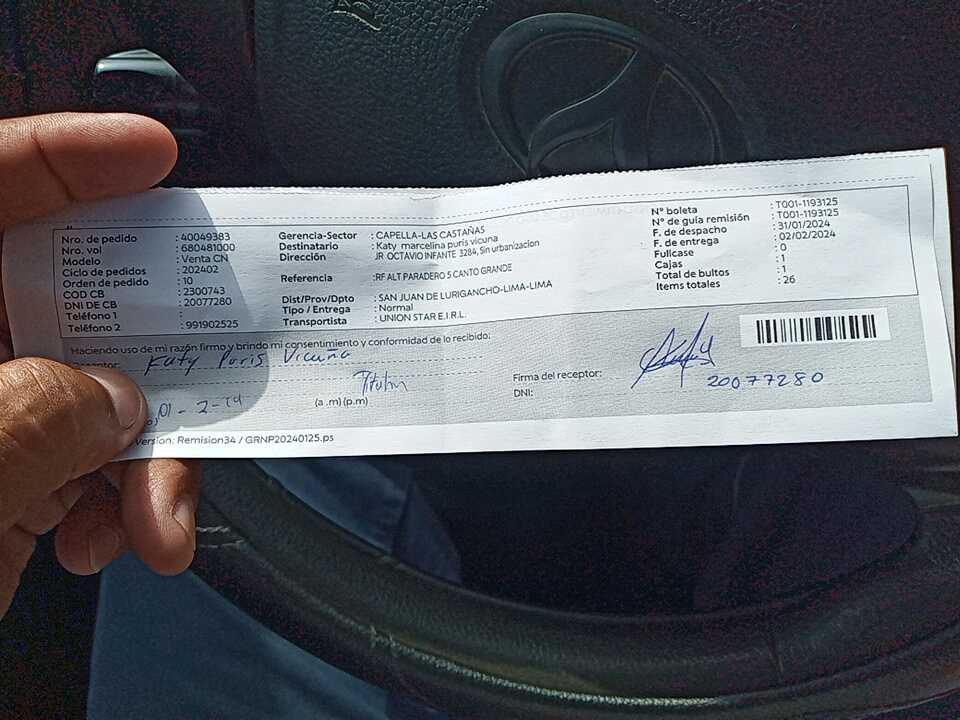 Nro. de pedido : 40049383
Nro. vol : 680481000
Modelo : Venta CN
Ciclo de pedidos : 202402
Orden de pedido : 10
COD CB : 2300743
DNI DE CB : 20077280
Teléfono 1 :
Teléfono 2 : 991902525
Gerencia-Sector : CAPELLA-LAS CASTAÑAS
Destinatario : Katy marcelina puris vicuna
Dirección JR OCTAVIO INFANTE 3284, Sin urbanizacion
Referencia :RF ALT PARADERO 5 CANTO GRANDE
Dist/Prov/Dpto : SAN JUAN DE LURIGANCHO-LIMA-LIMA
Tipo / Entrega : Normal
Transportista : UNION STAR E.I.R.L.
N° boleta : T001-1193125
N° de guía remisión : T001-1193125
F. de despacho : 31/01/2024
F. de entrega : 02/02/2024
Fullcase : 0
Cajas : 1
Total de bultos : 1
Items totales : 26
Haciendo uso de mi razón firmo y brindo mi consentimiento y conformidad de lo recibido:
Katy Puris Vicuña
Titular
01-2-24
(a .m) (p.m)
Firma del receptor:
DNI: 20077280
Version: Remision34 / GRNP20240125.ps